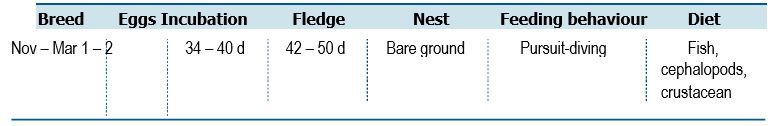 Breed Eggs Incubation Fledge Nest Feeding behaviour Diet
Nov – Mar 1 – 2 34 – 40 d 42 – 50 d Bare ground Pursuit-diving Fish,
cephalopods,
crustacean